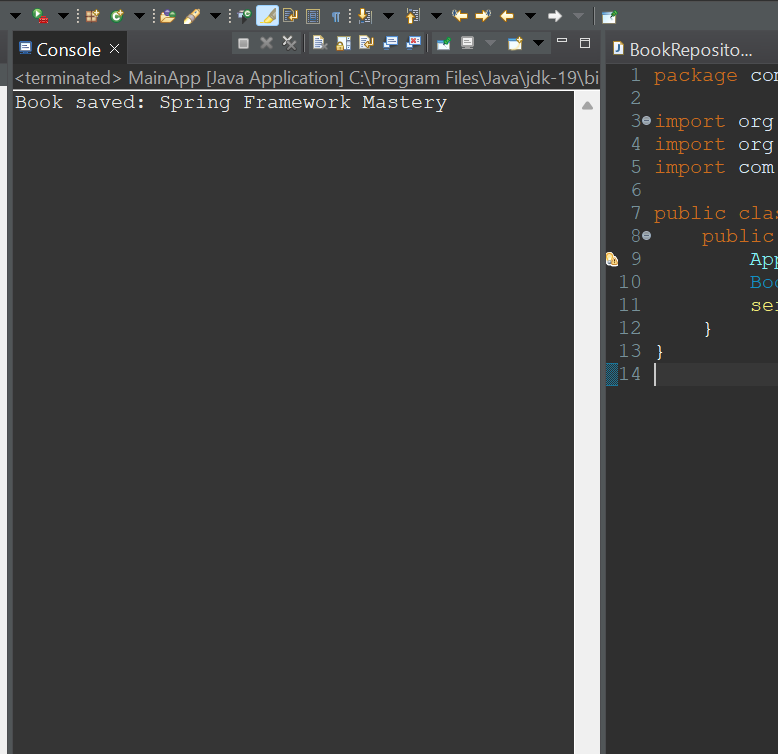 Console
<terminated> MainApp [Java Application] C:\Program Files\Java\jdk-19\bi
Book saved: Spring Framework Mastery
BookReposito...
1 package com
2
3 import org
4 import org
5 import com
6
7 public clas
8 public
9 App
10 Boo
11 ser
12 }
13 }
14